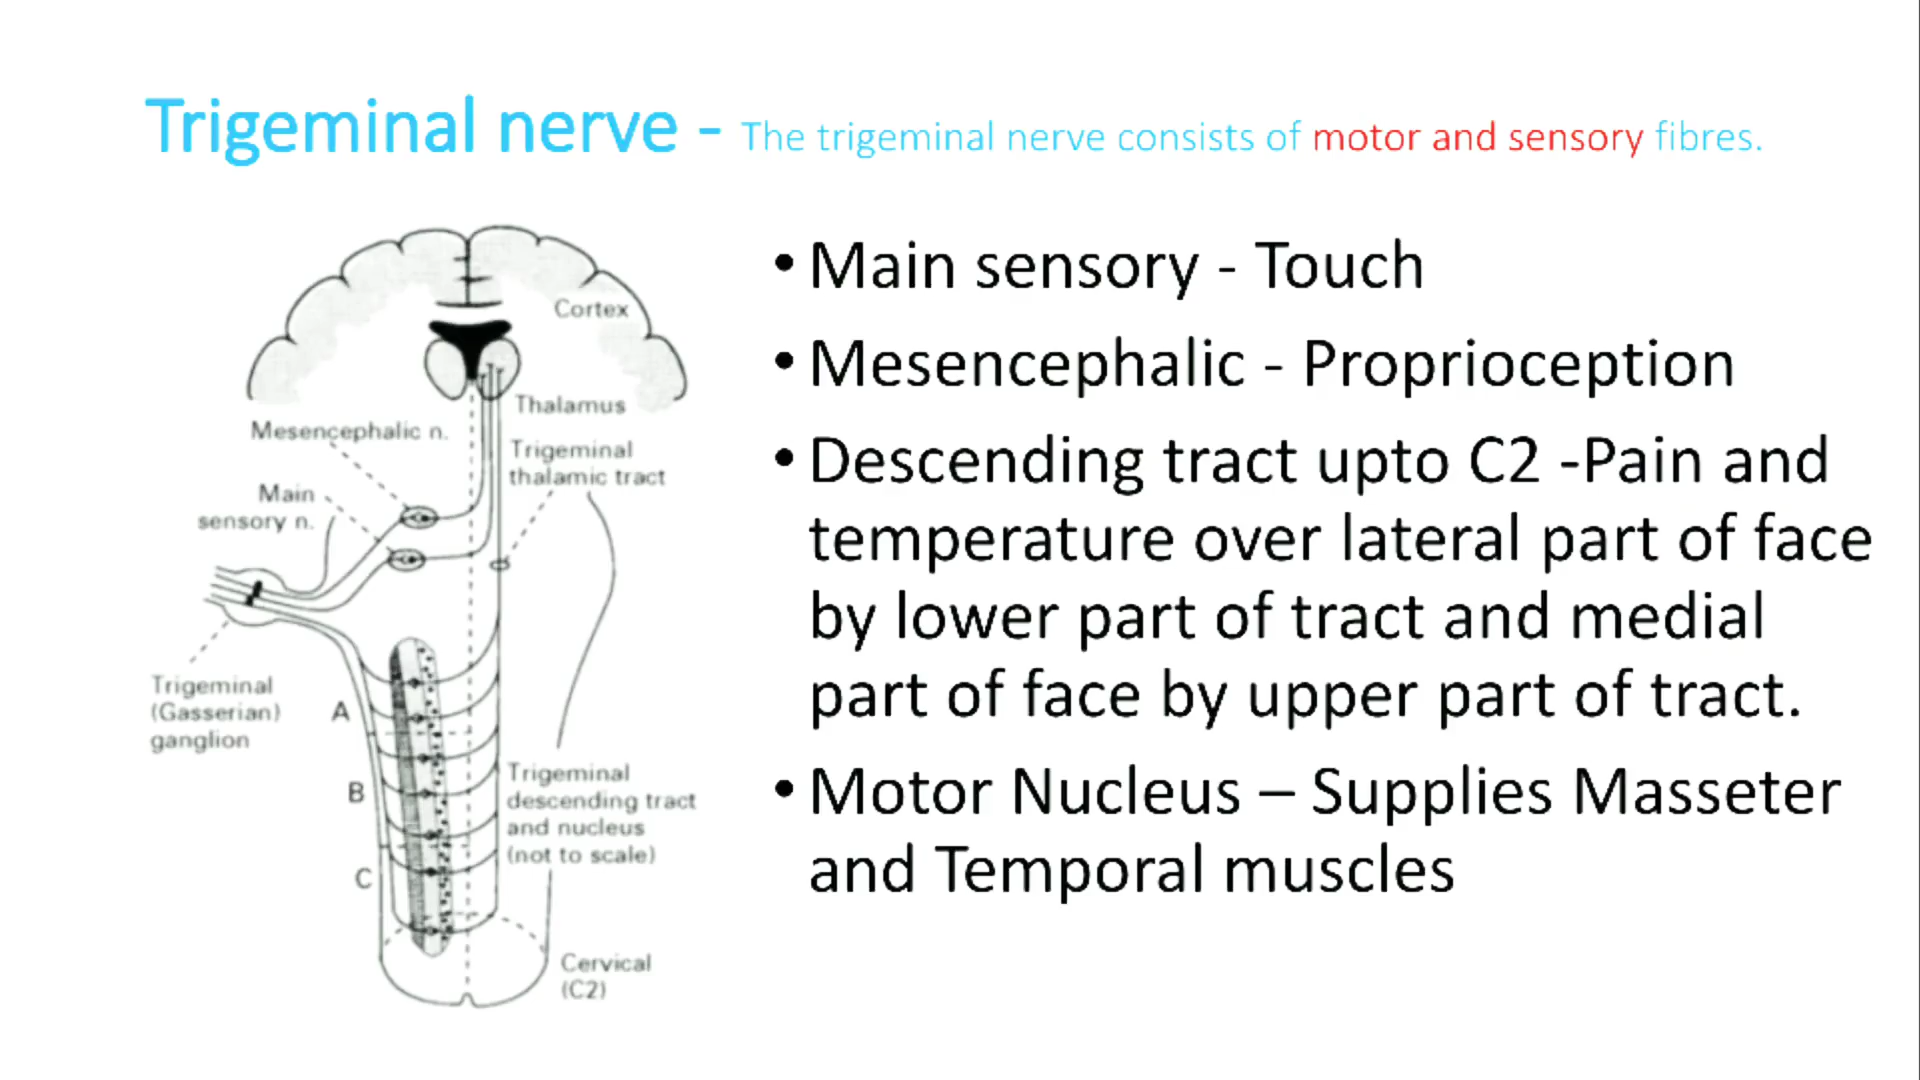 Trigeminal nerve - The trigeminal nerve consists of motor and sensory fibres.
Cortex
Thalamus
Mesencephalic n.
Trigeminal
thalamic tract
Main
sensory n.
Trigeminal
(Gasserian)
ganglion
A
B
C
Trigeminal
descending tract
and nucleus
(not to scale)
Cervical
(C2)
• Main sensory - Touch
• Mesencephalic - Proprioception
• Descending tract upto C2 -Pain and
temperature over lateral part of face
by lower part of tract and medial
part of face by upper part of tract.
• Motor Nucleus – Supplies Masseter
and Temporal muscles